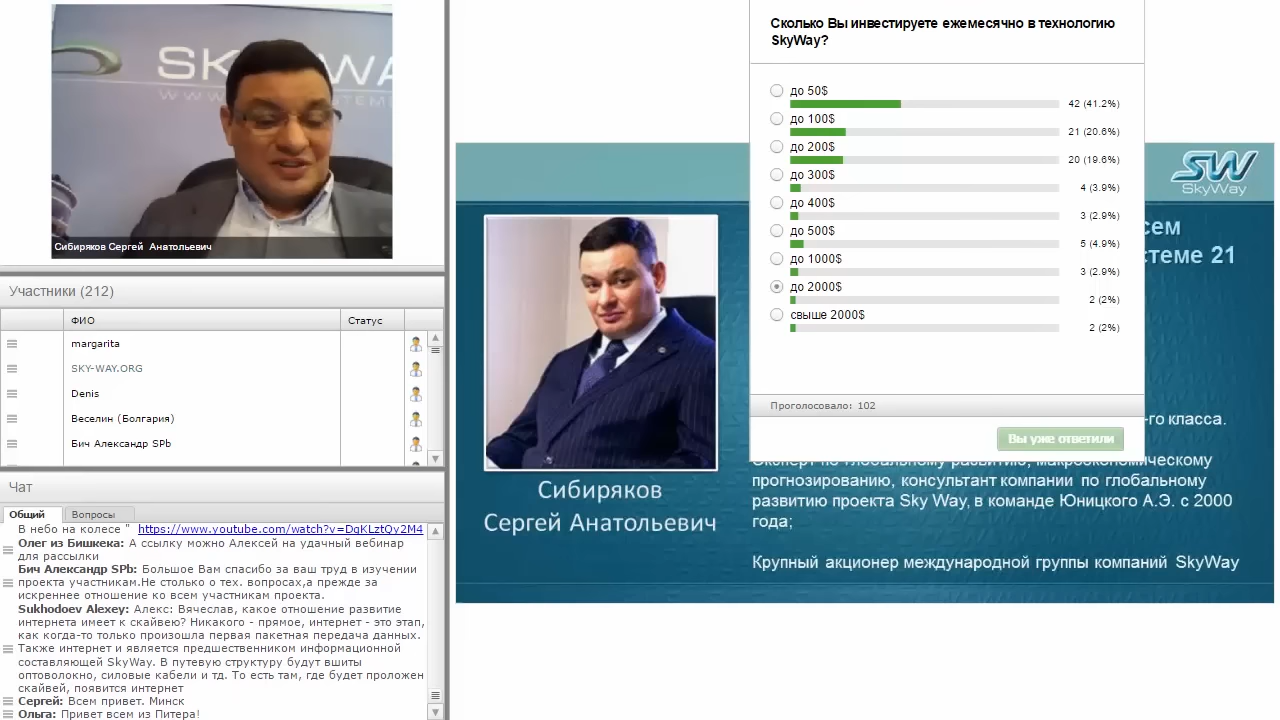 SKYWAY
Сибиряков Сергей Анатольевич
Участники (212)
ФИО
Статус
margarita
SKY-WAY.ORG
Denis
Веселин (Болгария)
Бич Александр SPb
Чат
Общий
Вопросы
В небо на колесе " https://www.youtube.com/watch?v=DgKLztQy2M4
Олег из Бишкека: А ссылку можно Алексей на удачный вебинар
для рассылки
Бич Александр SPb: Большое Вам спасибо за ваш труд в изучении
проекта участникам.Не столько о тех. вопросах,а прежде за
искреннее отношение ко всем участникам проекта.
Sukhodoev Alexey: Алекс: Вячеслав, какое отношение развитие
интернета имеет к скайвею? Никакого - прямое, интернет - это этап,
как когда-то только произошла первая пакетная передача данных.
Также интернет и является предшественником информационной
составляющей SkyWay. В путевую структуру будут вшиты
оптоволокно, силовые кабели и тд. То есть там, где будет проложен
скайвей, появится интернет
Сергей: Всем привет. Минск
Ольга: Привет всем из Питера!
Сколько Вы инвестируете ежемесячно в технологию
SkyWay?
до 50$
42 (41.2%)
до 100$
21 (20.6%)
до 200$
20 (19.6%)
до 300$
4 (3.9%)
до 400$
3 (2.9%)
до 500$
5 (4.9%)
до 1000$
3 (2.9%)
до 2000$
2 (2%)
свыше 2000$
2 (2%)
Проголосовало: 102
Вы уже ответили
SW
SkyWay
сем
стеме 21
-го класса.
Эксперт по глобальному развитию, макроэкономическому
прогнозированию, консультант компании по глобальному
развитию проекта Sky Way, в команде Юницкого А.Э. с 2000
года;
Крупный акционер международной группы компаний SkyWay
Сибиряков
Сергей Анатольевич